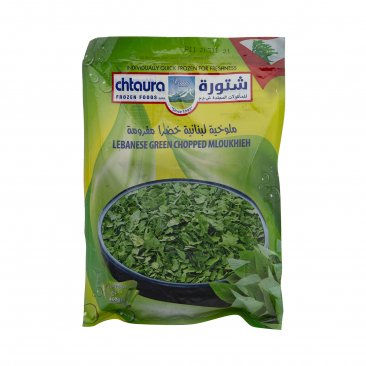 INDIVIDUALLY QUICK FROZEN FOR FRESHNESS
chtaura شتورة
FROZEN FOODS
ملوخية لبنانية خضرا مفرومة
LEBANESE GREEN CHOPPED MLOUKHIEH